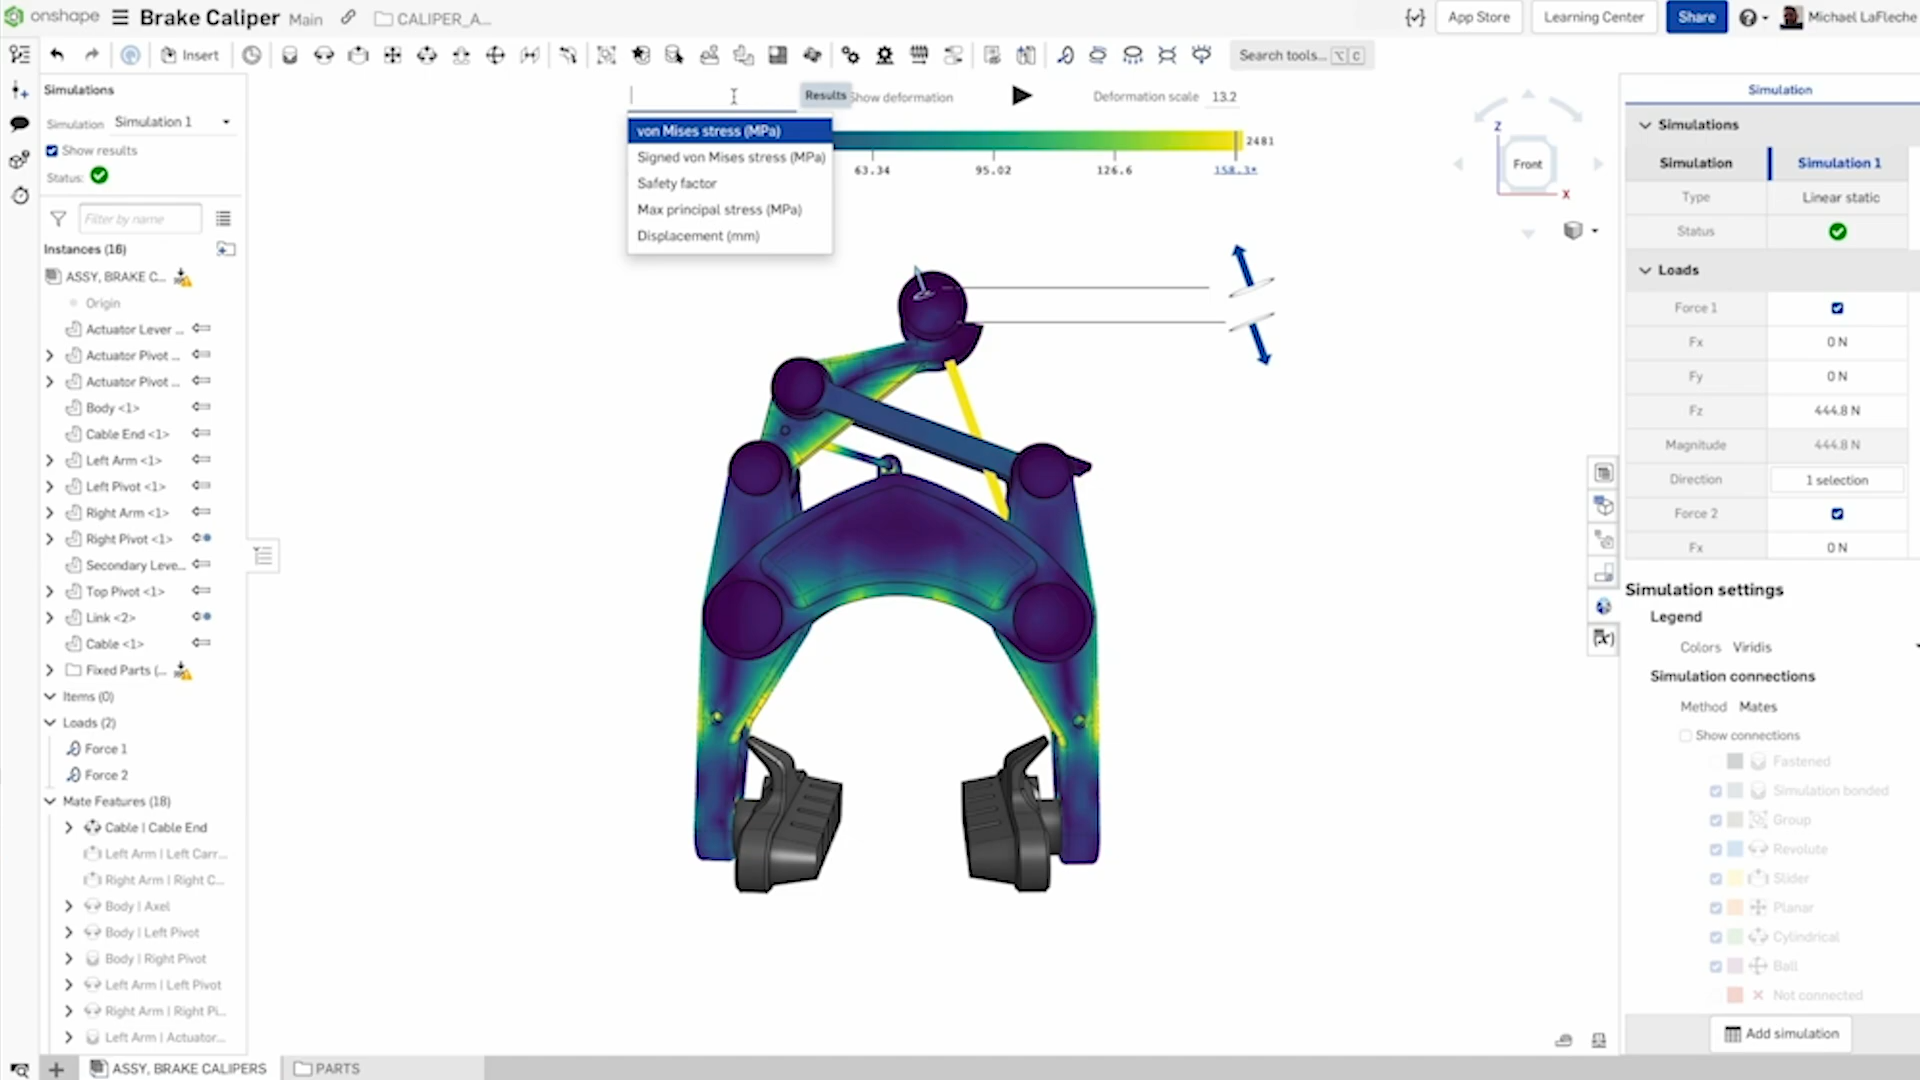 onshape
Brake Caliper Main
CALIPER_A...
App Store
Learning Center
Share
Michael LaFleche
Insert
Search tools... ⌥ C
Simulations
Simulation Simulation 1
Show results
Status:
Filter by name
Instances (16)
ASSY, BRAKE C...
Origin
Actuator Lever ...
Actuator Pivot ...
Actuator Pivot ...
Body <1>
Cable End <1>
Left Arm <1>
Left Pivot <1>
Right Arm <1>
Right Pivot <1>
Secondary Leve...
Top Pivot <1>
Link <2>
Cable <1>
Fixed Parts (...
Items (0)
Loads (2)
Force 1
Force 2
Mate Features (18)
Cable | Cable End
Left Arm | Left Carr...
Right Arm | Right C...
Body | Axel
Body | Left Pivot
Body | Right Pivot
Left Arm | Left Pivot
Right Arm | Right Pi...
Left Arm | Actuator...
Results
Show deformation
Deformation scale 13.2
von Mises stress (MPa)
Signed von Mises stress (MPa)
Safety factor
Max principal stress (MPa)
Displacement (mm)
2481
63.34 95.02 126.6 158.3*
Z
Front
X
Simulation
Simulations
Simulation Simulation 1
Type Linear static
Status
Loads
Force 1
Fx 0 N
Fy 0 N
Fz 444.8 N
Magnitude 444.8 N
Direction 1 selection
Force 2
Fx 0 N
Simulation settings
Legend
Colors Viridis
Simulation connections
Method Mates
Show connections
Fastened
Simulation bonded
Group
Revolute
Slider
Planar
Cylindrical
Ball
Not connected
Add simulation
ASSY, BRAKE CALIPERS
PARTS